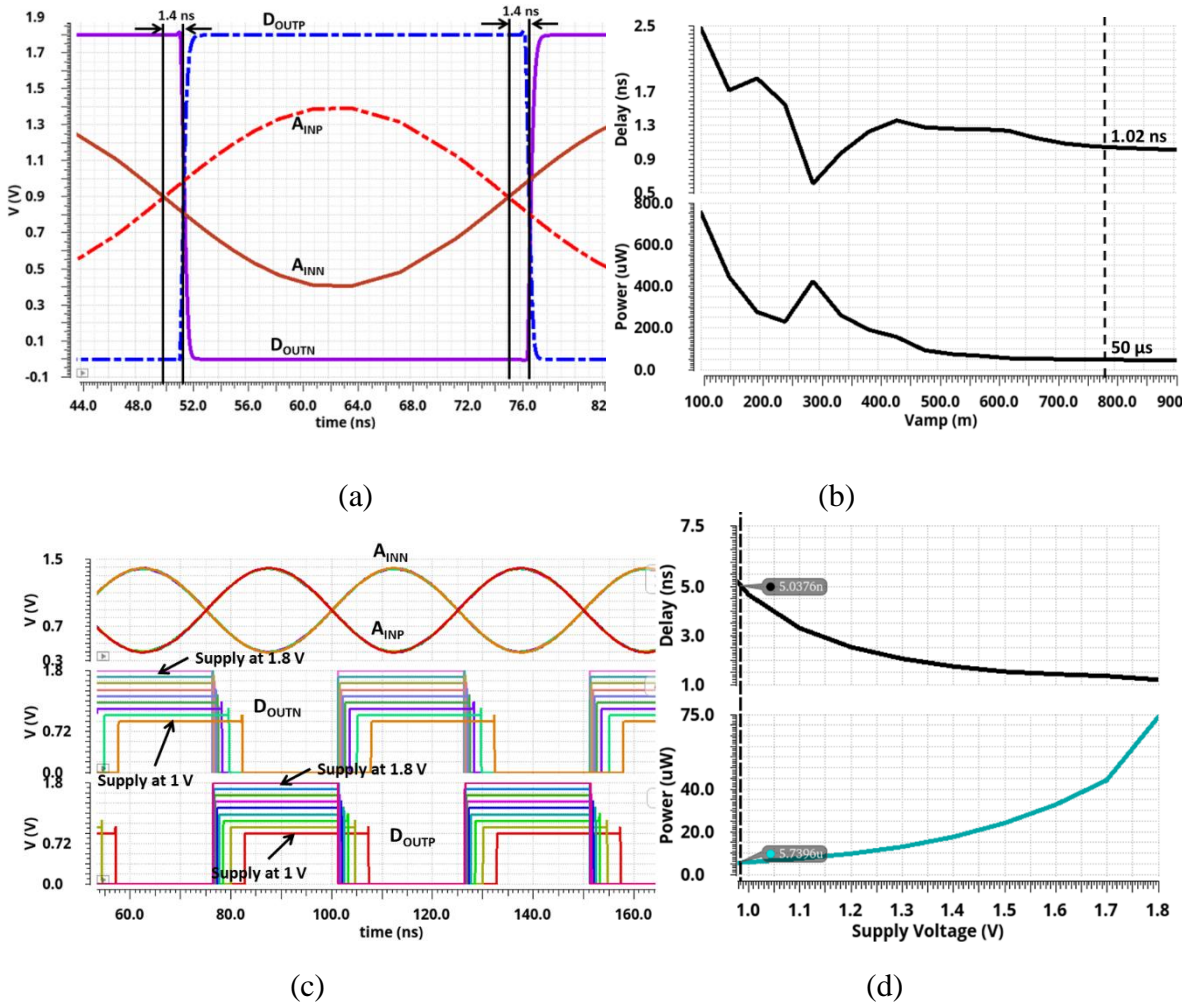 1.4 ns
1.4 ns
1.9
1.7
1.5
1.3
1.1
0.9
0.7
0.5
0.3
0.1
-0.1
V (V)
D_OUTP
A_INP
A_INN
D_OUTN
44.0 48.0 52.0 56.0 60.0 64.0 68.0 72.0 76.0 82
time (ns)
(a)
2.5
1.7
1.3
0.9
0.5
Delay (ns)
1.02 ns
800.0
600.0
400.0
200.0
0.0
Power (uW)
50 µs
100.0 200.0 300.0 400.0 500.0 600.0 700.0 800.0 900
Vamp (m)
(b)
1.5
0.7
0.3
V (V)
A_INN
A_INP
Supply at 1.8 V
1.8
0.72
0.0
V (V)
D_OUTN
Supply at 1 V
Supply at 1.8 V
1.8
0.72
0.0
V (V)
D_OUTP
Supply at 1 V
60.0 80.0 100.0 120.0 140.0 160.0
time (ns)
(c)
7.5
5.0
3.0
1.0
Delay (ns)
5.0376n
75.0
40.0
20.0
0.0
Power (uW)
5.7396u
1.0 1.1 1.2 1.3 1.4 1.5 1.6 1.7 1.8
Supply Voltage (V)
(d)